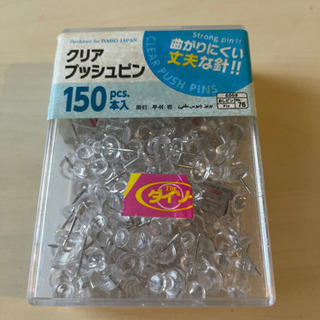 Produced for DAISO JAPAN
Strong pin!!
クリア
プッシュピン
曲がりにくい
丈夫な針!!
CLEAR PUSH PINS
150 pcs.
本入
The
ダイソ